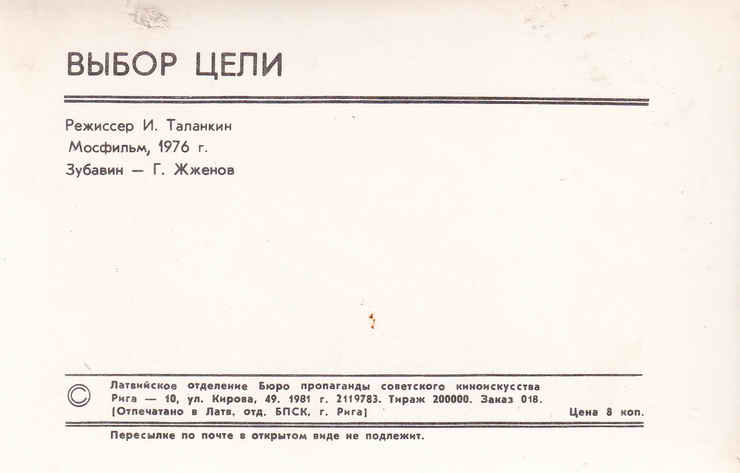 ВЫБОР ЦЕЛИ
Режиссер И. Таланкин
Мосфильм, 1976 г.
Зубавин — Г. Жженов
© Латвийское отделение Бюро пропаганды советского киноискусства
Рига — 10, ул. Кирова, 49. 1981 г. 2119783. Тираж 200000. Заказ 018.
[Отпечатано в Латв. отд. БПСК, г. Рига] Цена 8 коп.
Пересылке по почте в открытом виде не подлежит.